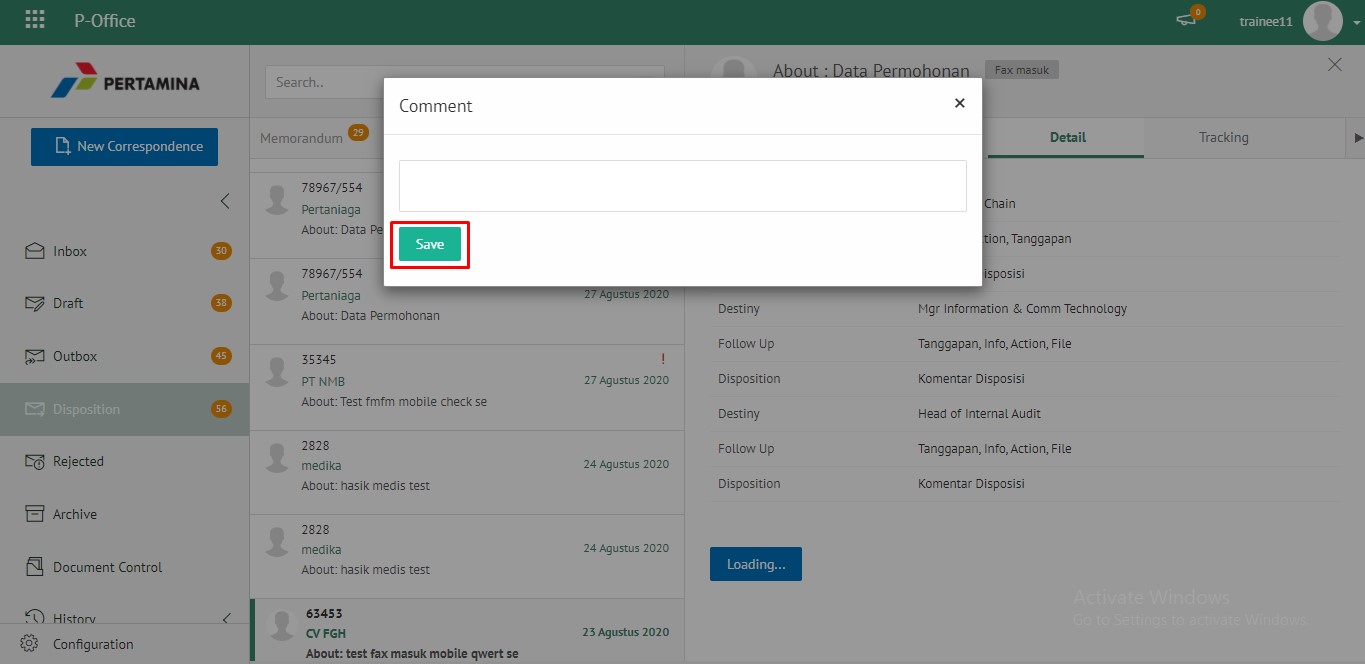 P-Office
0
trainee11
PERTAMINA
Search..
About : Data Permohonan
Fax masuk
Comment
×
New Correspondence
Memorandum 29
Detail
Tracking
Save
Inbox 30
Draft 38
Outbox 45
Disposition 56
Rejected
Archive
Document Control
History
Configuration
78967/554
Pertaniaga
About: Data Pe
78967/554
Pertaniaga
27 Agustus 2020
About: Data Permohonan
35345
!
PT NMB
27 Agustus 2020
About: Test fmfm mobile check se
2828
medika
24 Agustus 2020
About: hasik medis test
2828
medika
24 Agustus 2020
About: hasik medis test
63453
CV FGH
23 Agustus 2020
About: test fax masuk mobile qwert se
Chain
tion, Tanggapan
isposisi
Destiny Mgr Information & Comm Technology
Follow Up Tanggapan, Info, Action, File
Disposition Komentar Disposisi
Destiny Head of Internal Audit
Follow Up Tanggapan, Info, Action, File
Disposition Komentar Disposisi
Loading...
Activate Windows
Go to Settings to activate Windows.